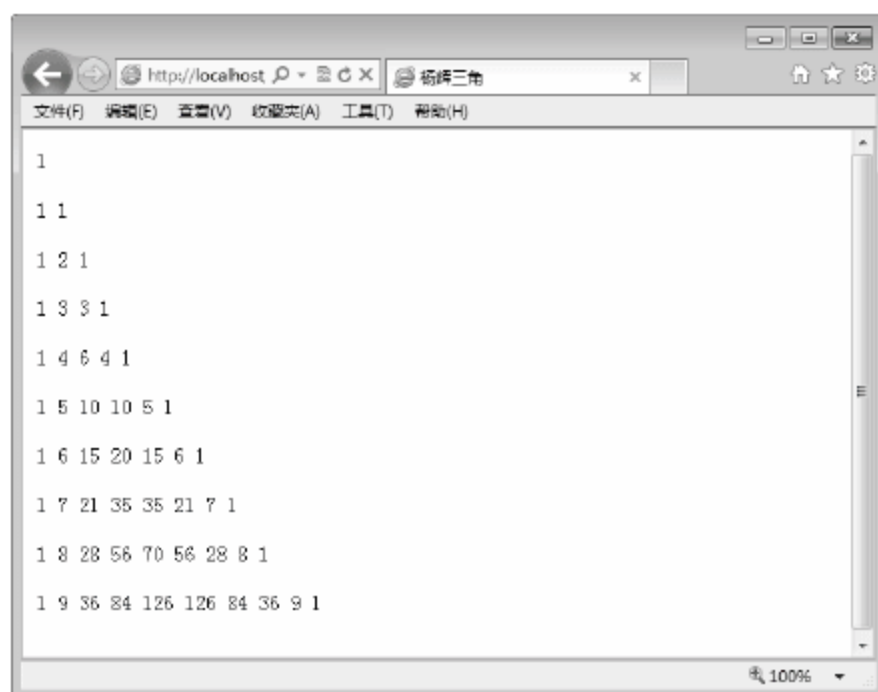 http://localhost
杨辉三角
文件(F) 编辑(E) 查看(V) 收藏夹(A) 工具(T) 帮助(H)
1
1 1
1 2 1
1 3 3 1
1 4 6 4 1
1 5 10 10 5 1
1 6 15 20 15 6 1
1 7 21 35 35 21 7 1
1 8 28 56 70 56 28 8 1
1 9 36 84 126 126 84 36 9 1
100%